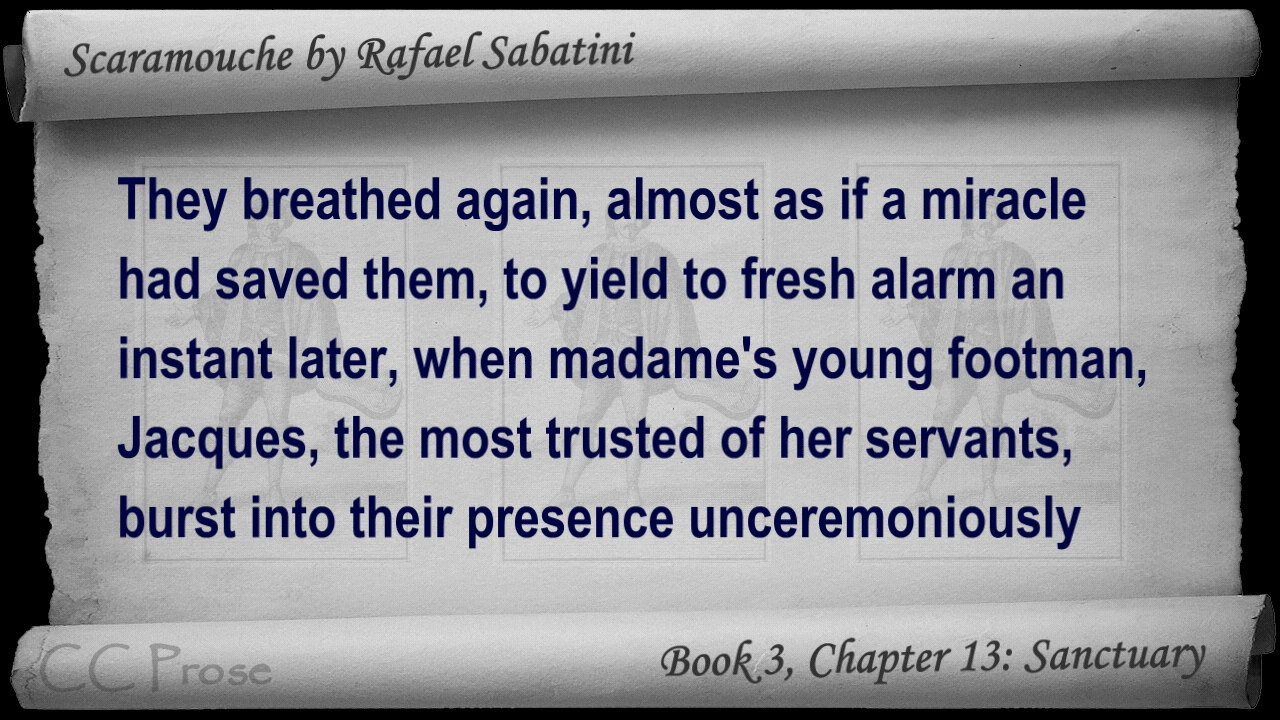 Scaramouche by Rafael Sabatini
They breathed again, almost as if a miracle
had saved them, to yield to fresh alarm an
instant later, when madame's young footman,
Jacques, the most trusted of her servants,
burst into their presence unceremoniously
CC Prose
Book 3, Chapter 13: Sanctuary